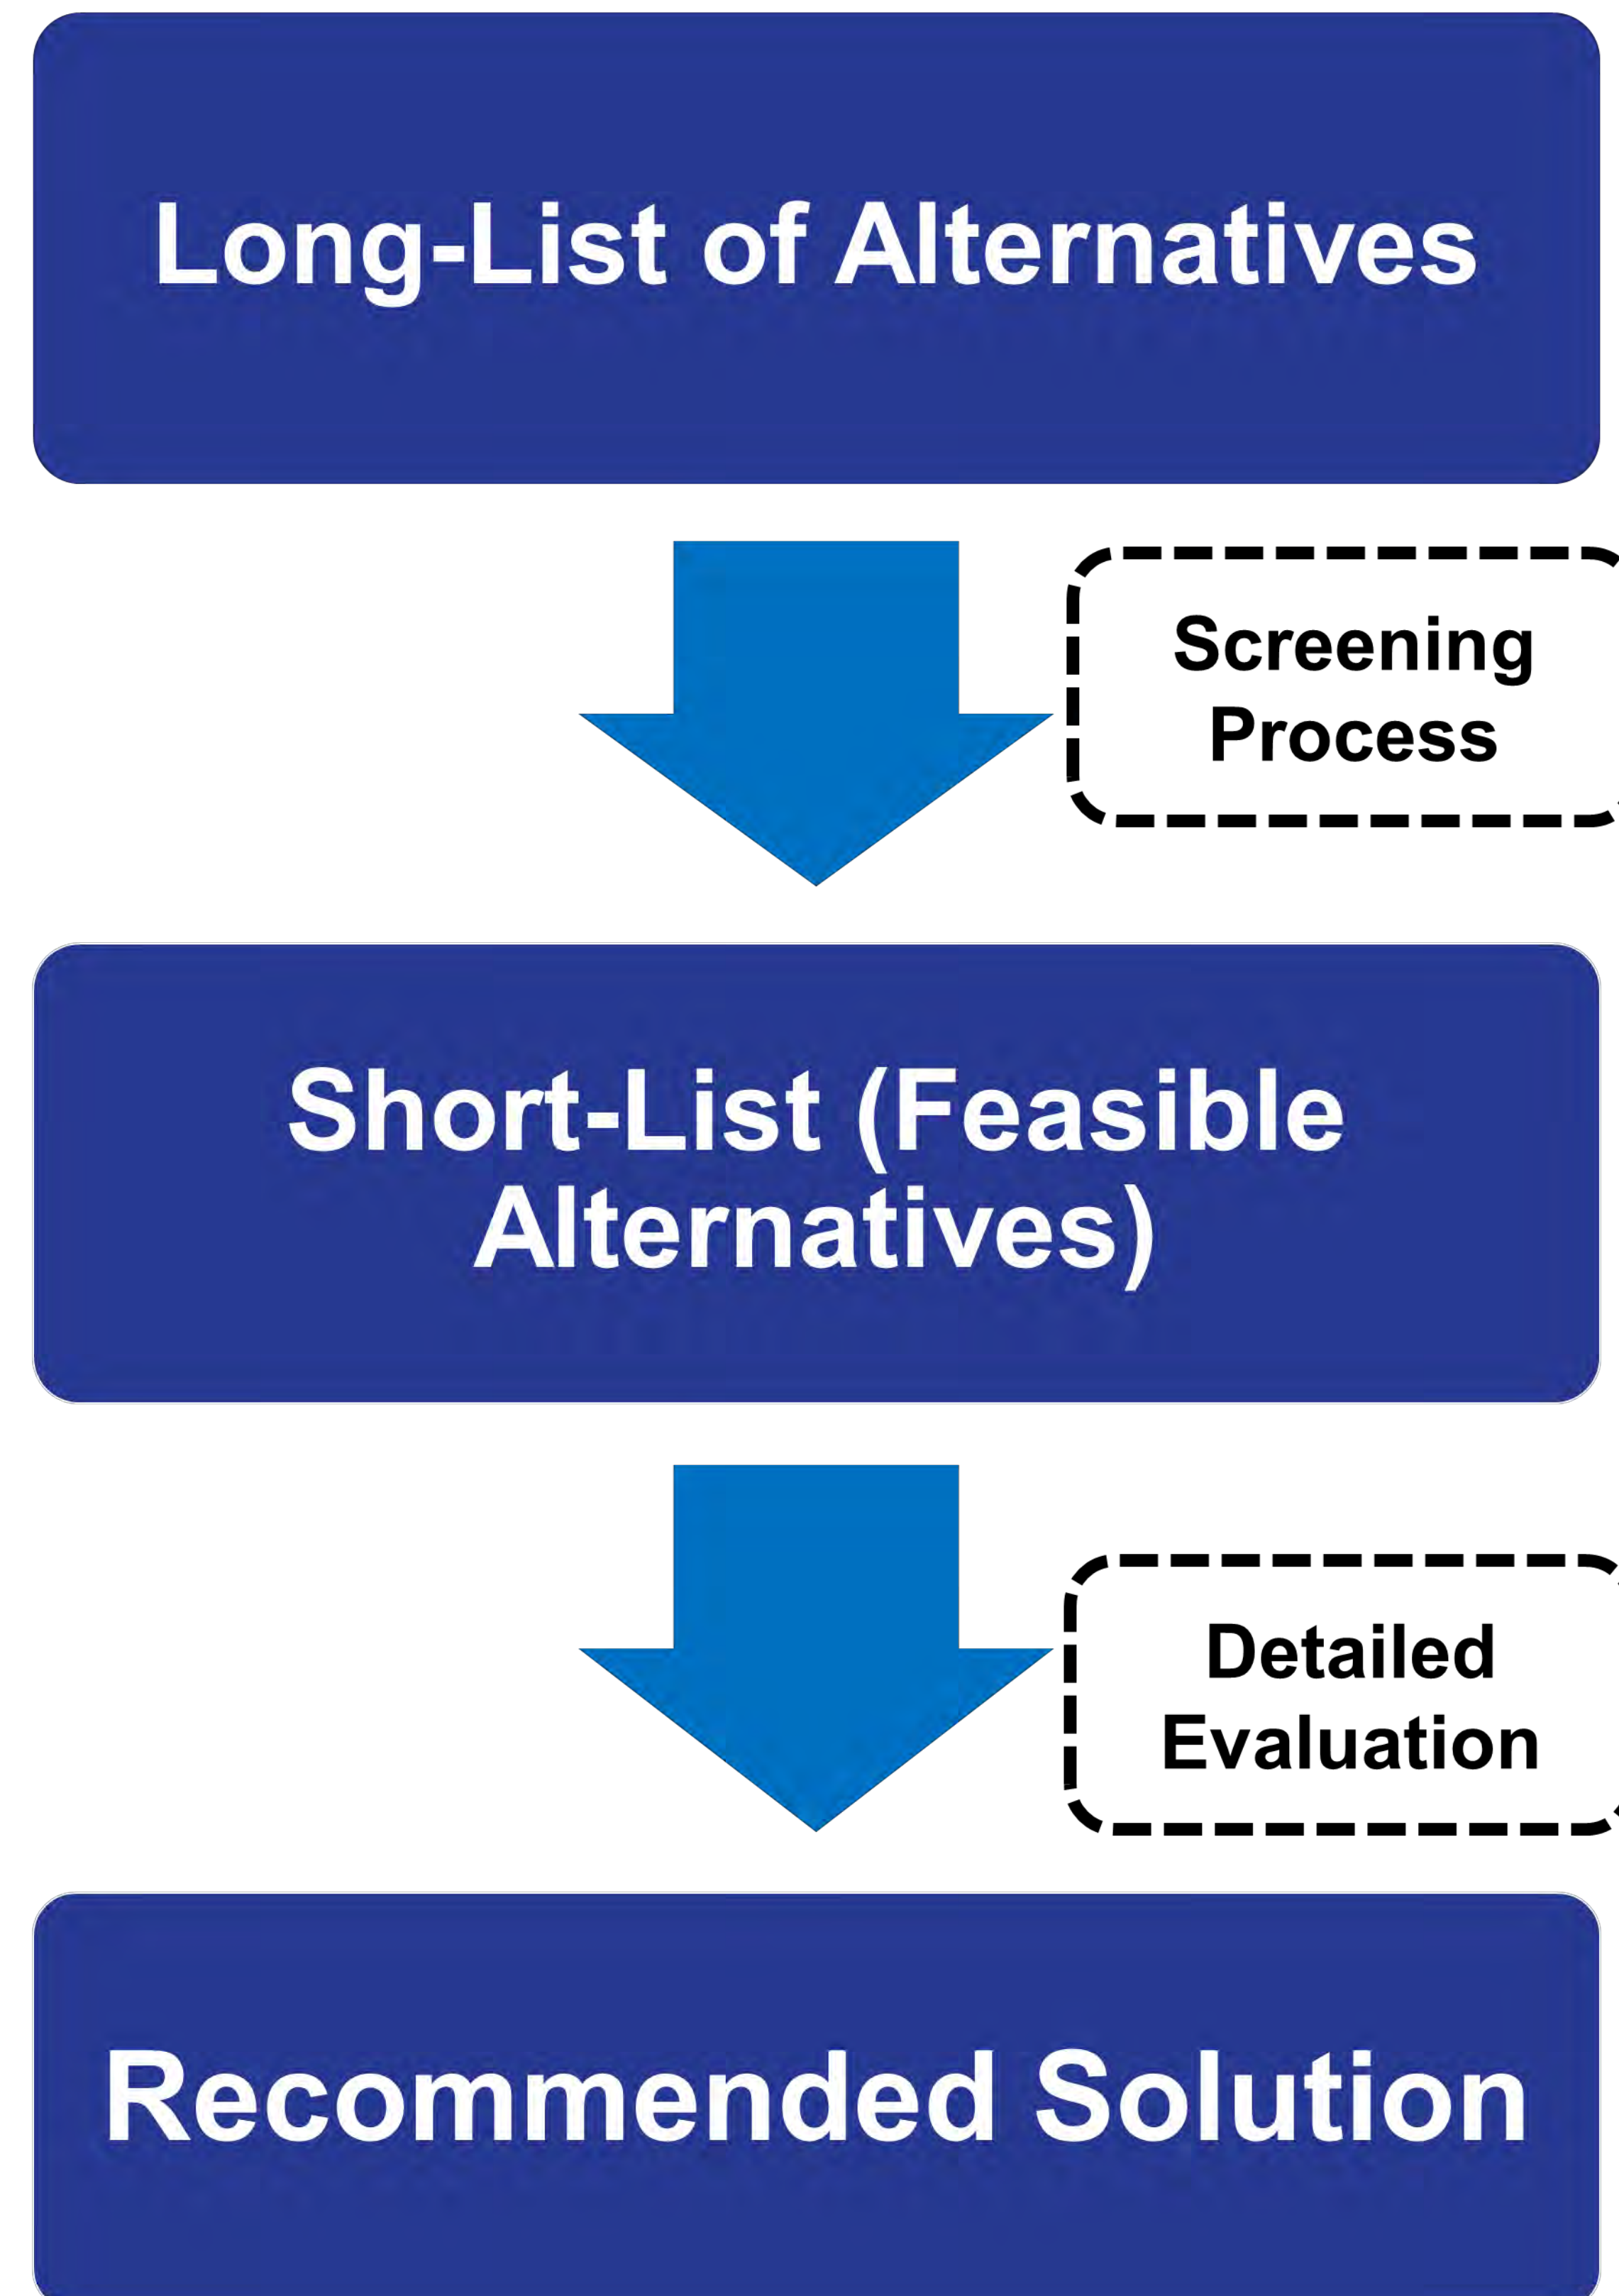 Long-List of Alternatives
Screening
Process
Short-List (Feasible
Alternatives)
Detailed
Evaluation
Recommended Solution